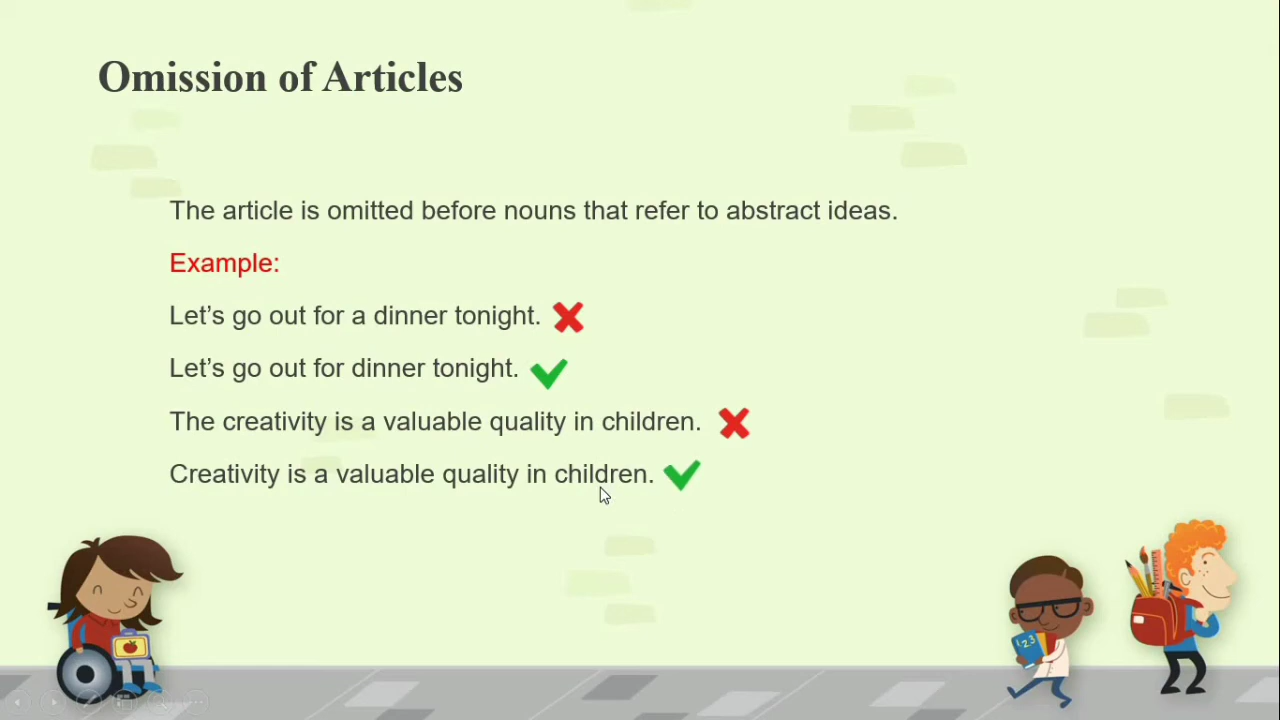 Omission of Articles
The article is omitted before nouns that refer to abstract ideas.
Example:
Let’s go out for a dinner tonight.
Let’s go out for dinner tonight.
The creativity is a valuable quality in children.
Creativity is a valuable quality in children.
123